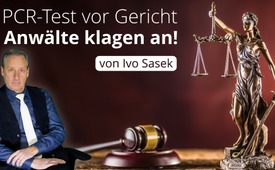 PCR-Test vor Gericht
Anwälte klagen an!
von Ivo Sasek